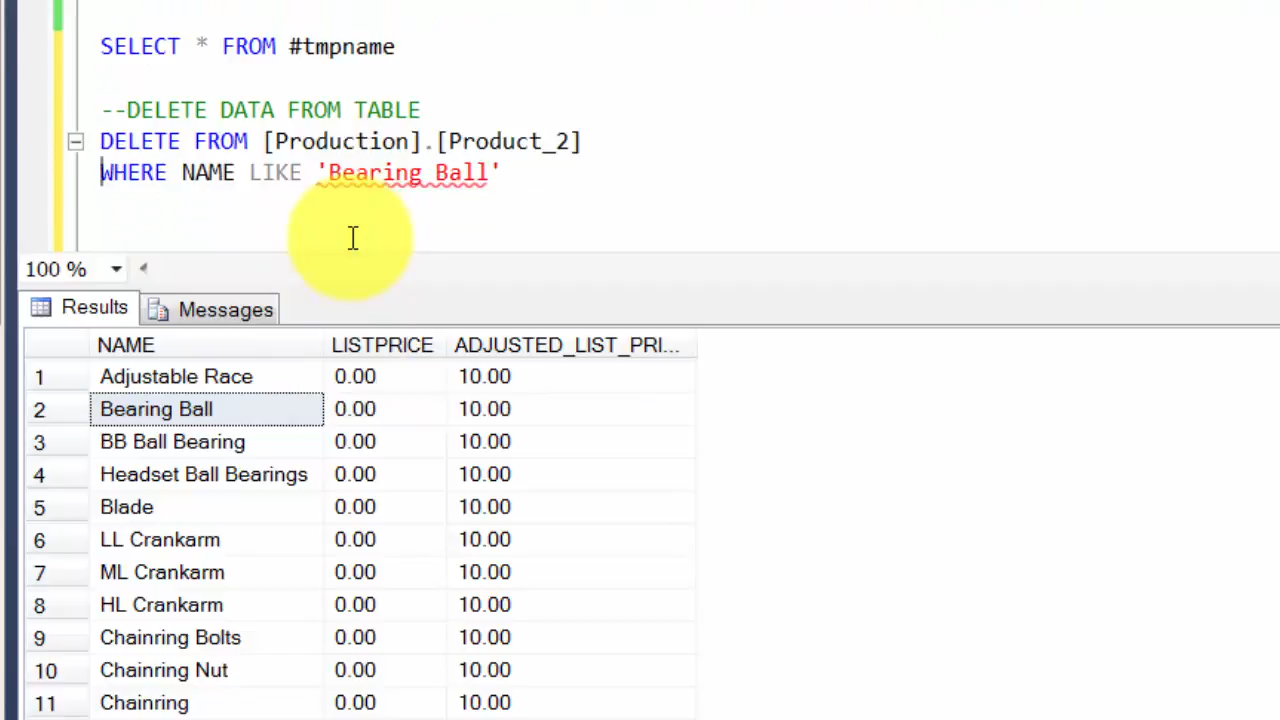 SELECT * FROM #tmpname
--DELETE DATA FROM TABLE
DELETE FROM [Production].[Product_2]
WHERE NAME LIKE 'Bearing Ball'
100 %
Results Messages
NAME LISTPRICE ADJUSTED_LIST_PRI...
1 Adjustable Race 0.00 10.00
2 Bearing Ball 0.00 10.00
3 BB Ball Bearing 0.00 10.00
4 Headset Ball Bearings 0.00 10.00
5 Blade 0.00 10.00
6 LL Crankarm 0.00 10.00
7 ML Crankarm 0.00 10.00
8 HL Crankarm 0.00 10.00
9 Chainring Bolts 0.00 10.00
10 Chainring Nut 0.00 10.00
11 Chainring 0.00 10.00